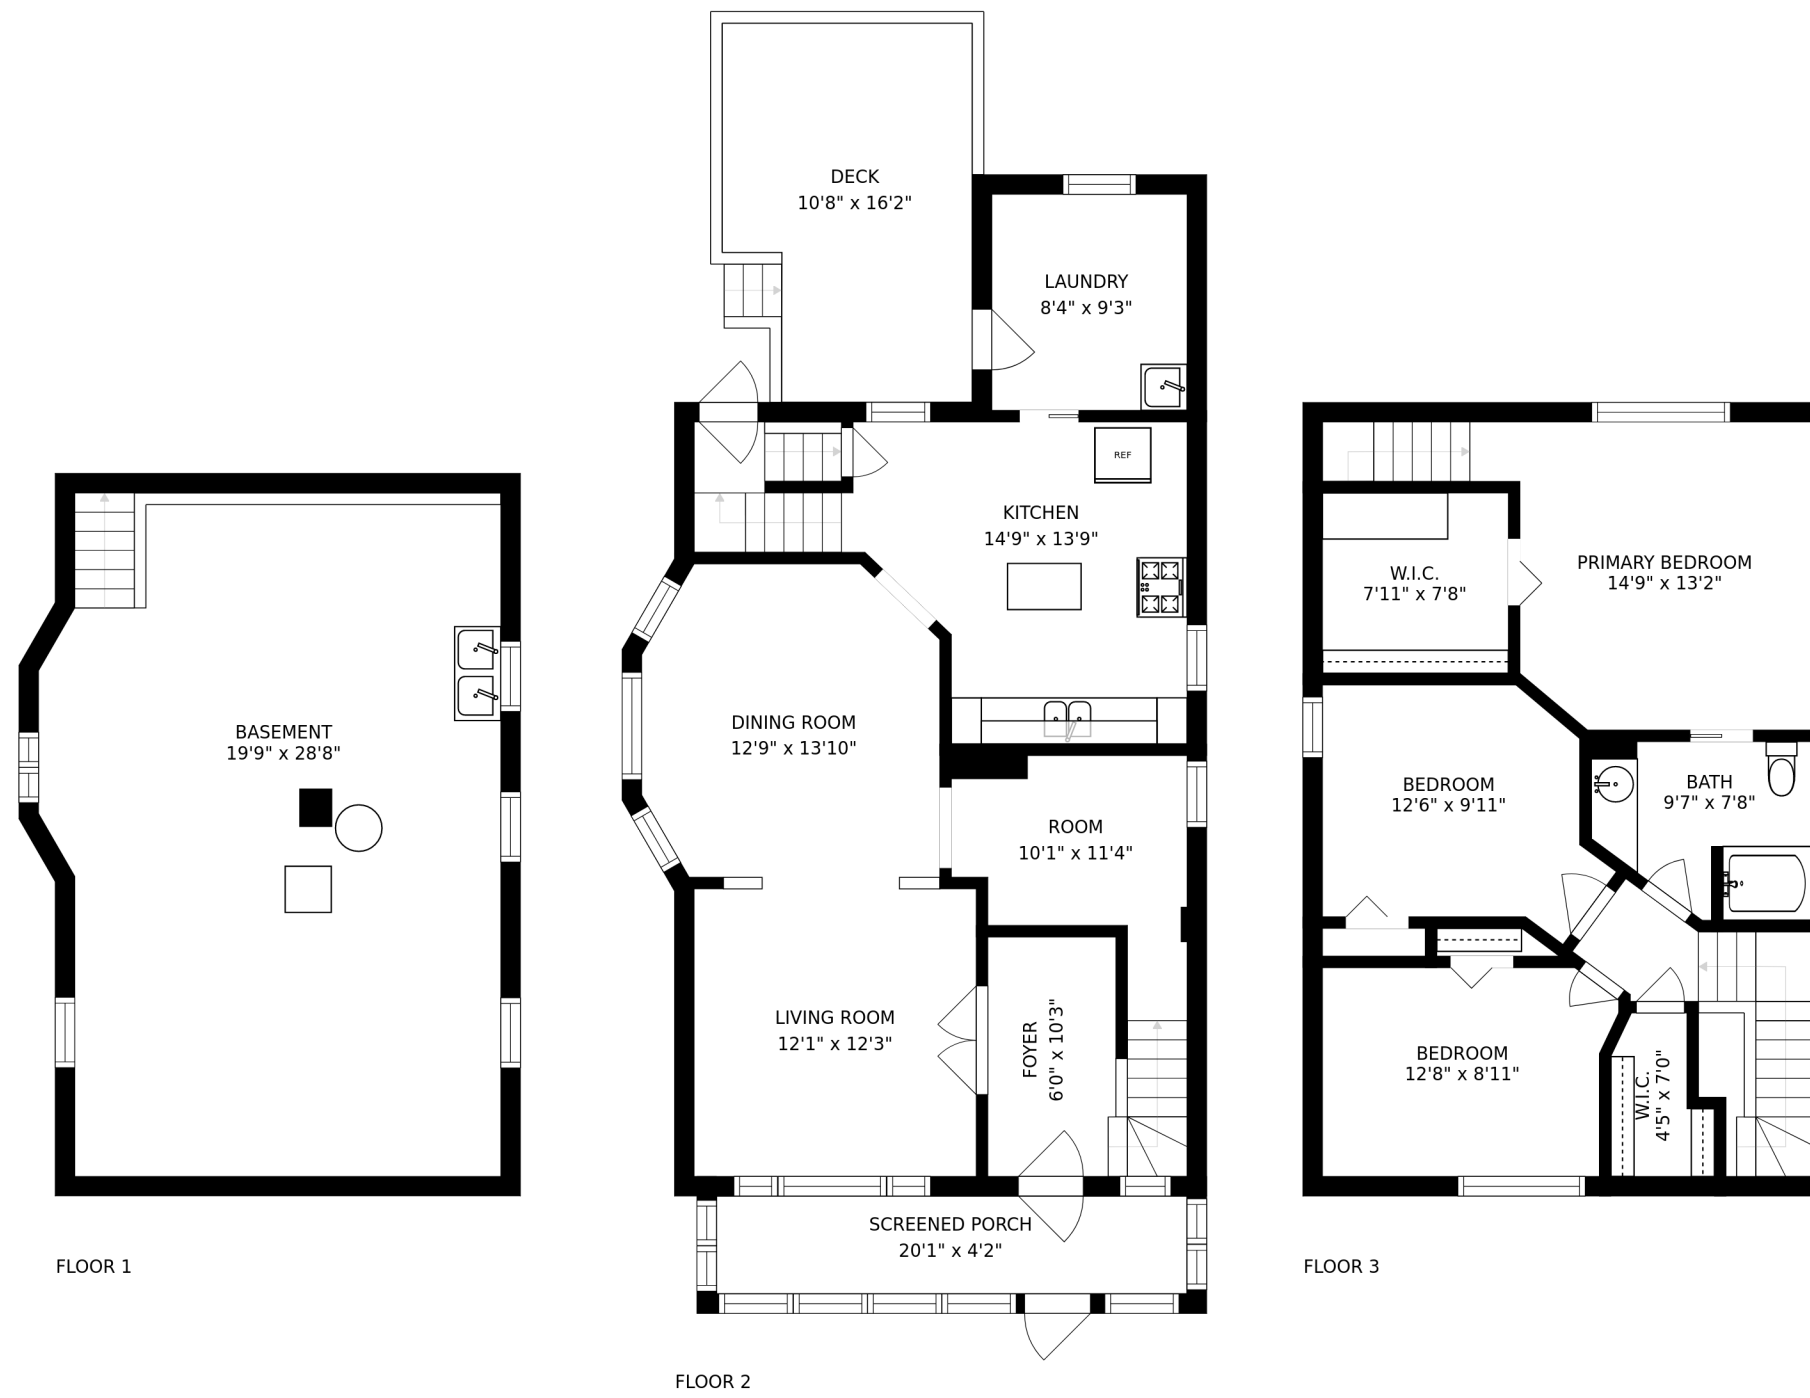 BASEMENT
19'9" x 28'8"
FLOOR 1
DECK
10'8" x 16'2"
LAUNDRY
8'4" x 9'3"
REF
KITCHEN
14'9" x 13'9"
DINING ROOM
12'9" x 13'10"
ROOM
10'1" x 11'4"
LIVING ROOM
12'1" x 12'3"
FOYER
6'0" x 10'3"
SCREENED PORCH
20'1" x 4'2"
FLOOR 2
PRIMARY BEDROOM
14'9" x 13'2"
W.I.C.
7'11" x 7'8"
BEDROOM
12'6" x 9'11"
BATH
9'7" x 7'8"
BEDROOM
12'8" x 8'11"
W.I.C.
4'5" x 7'0"
FLOOR 3